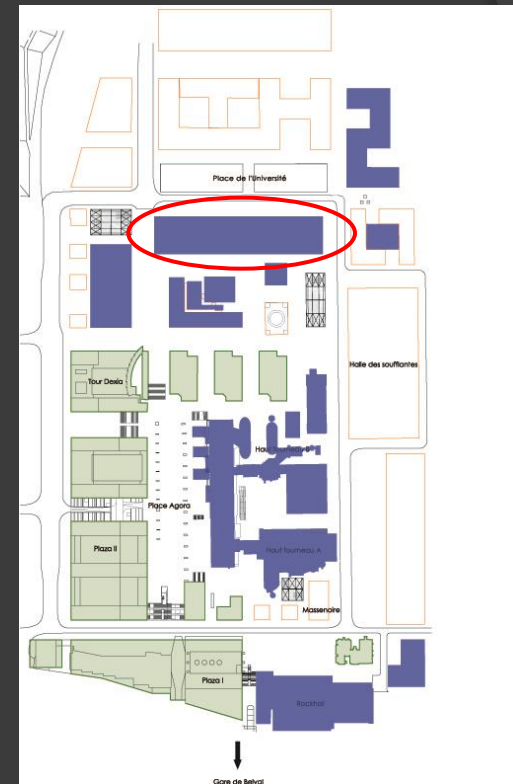 Place de l'Université
Halle des soufflantes
Tour Dexia
Haut fourneau B
Place Agora
Plaza II
Haut fourneau A
Massenoire
Plaza I
Rockhal
Gare de Belval